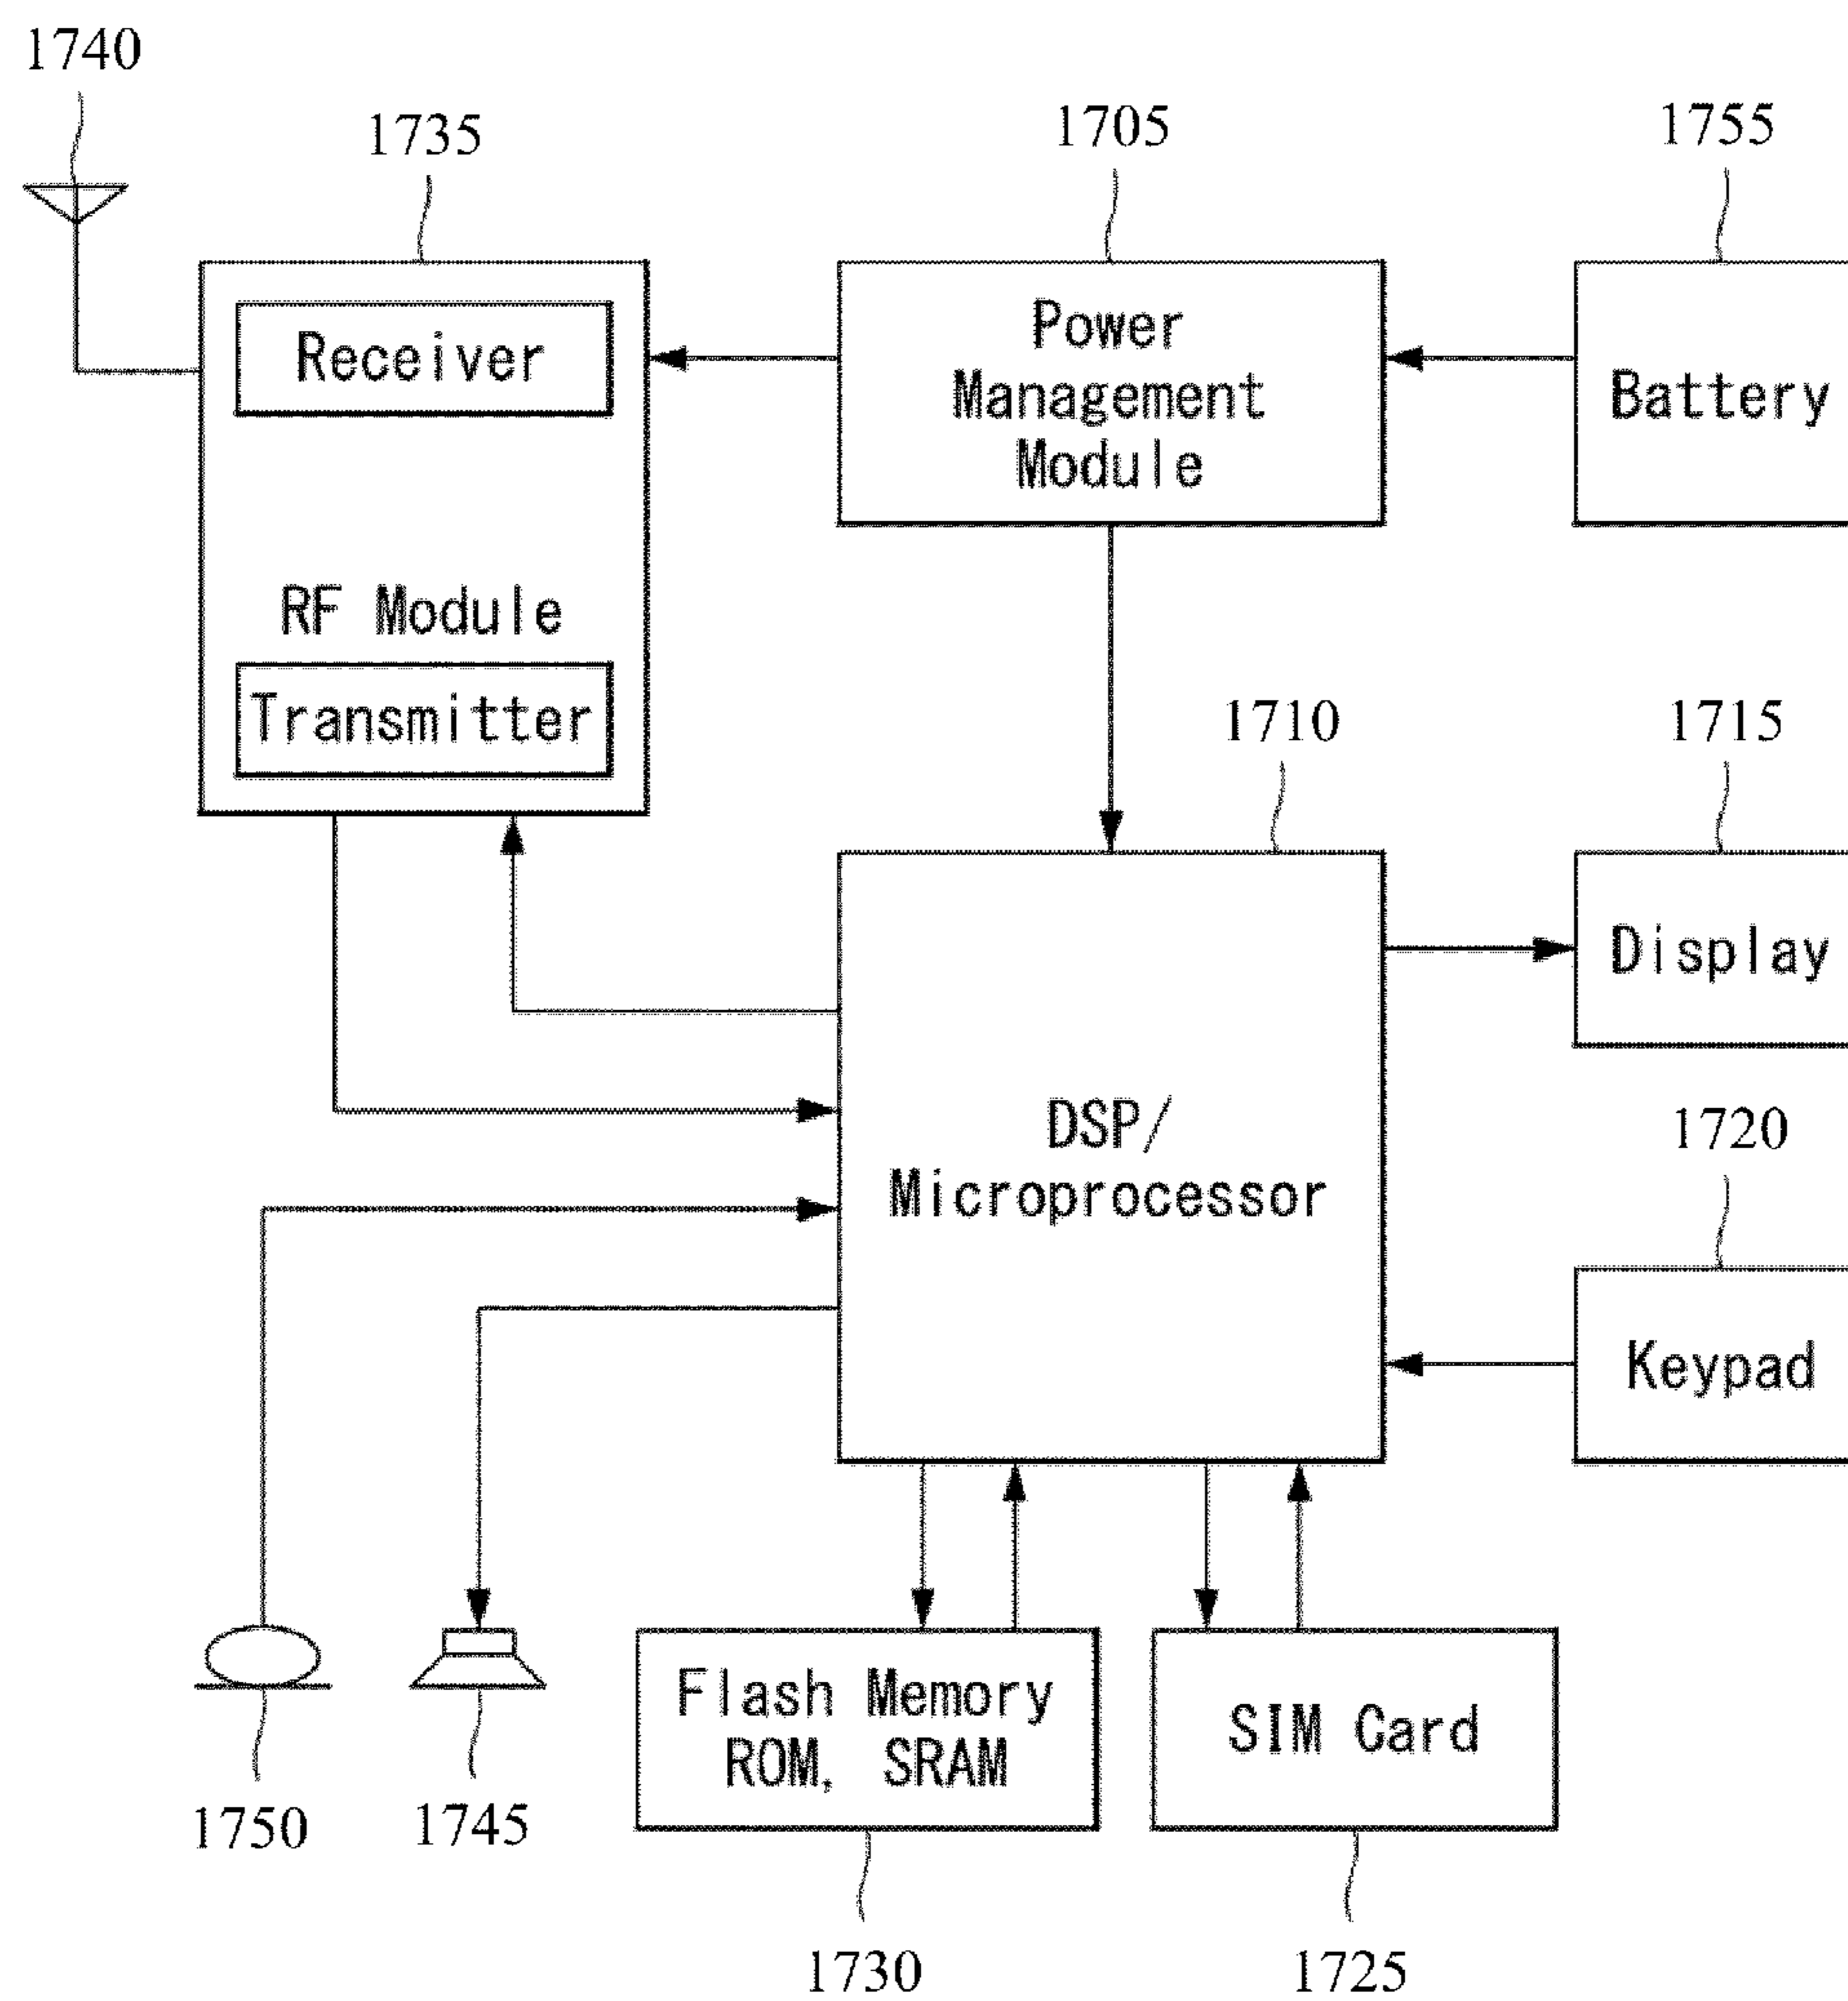 1740
1735
1705
1755
Receiver
RF Module
Transmitter
Power
Management
Module
Battery
1710
1715
DSP/
Microprocessor
Display
1720
Keypad
Flash Memory
ROM, SRAM
SIM Card
1750
1745
1730
1725